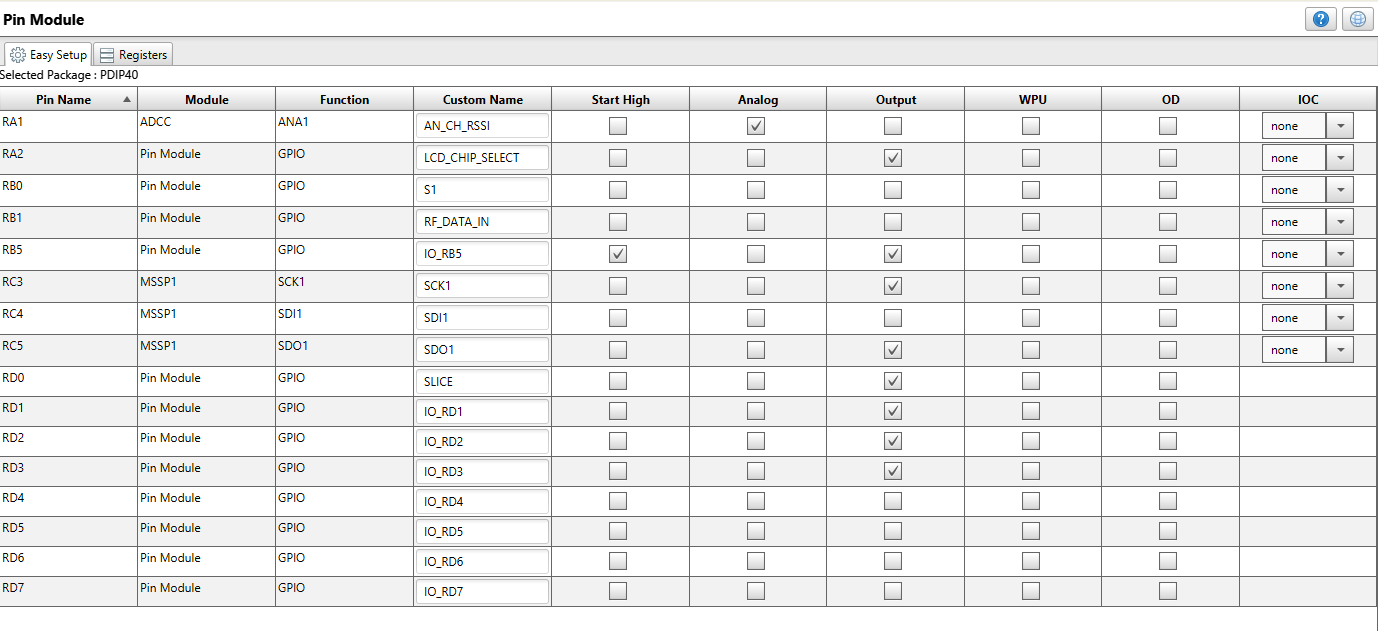 Pin Module
Easy Setup Registers
Selected Package : PDIP40
Pin Name Module Function Custom Name Start High Analog Output WPU OD IOC
RA1 ADCC ANA1 AN_CH_RSSI none
RA2 Pin Module GPIO LCD_CHIP_SELECT none
RB0 Pin Module GPIO S1 none
RB1 Pin Module GPIO RF_DATA_IN none
RB5 Pin Module GPIO IO_RB5 none
RC3 MSSP1 SCK1 SCK1 none
RC4 MSSP1 SDI1 SDI1 none
RC5 MSSP1 SDO1 SDO1 none
RD0 Pin Module GPIO SLICE
RD1 Pin Module GPIO IO_RD1
RD2 Pin Module GPIO IO_RD2
RD3 Pin Module GPIO IO_RD3
RD4 Pin Module GPIO IO_RD4
RD5 Pin Module GPIO IO_RD5
RD6 Pin Module GPIO IO_RD6
RD7 Pin Module GPIO IO_RD7